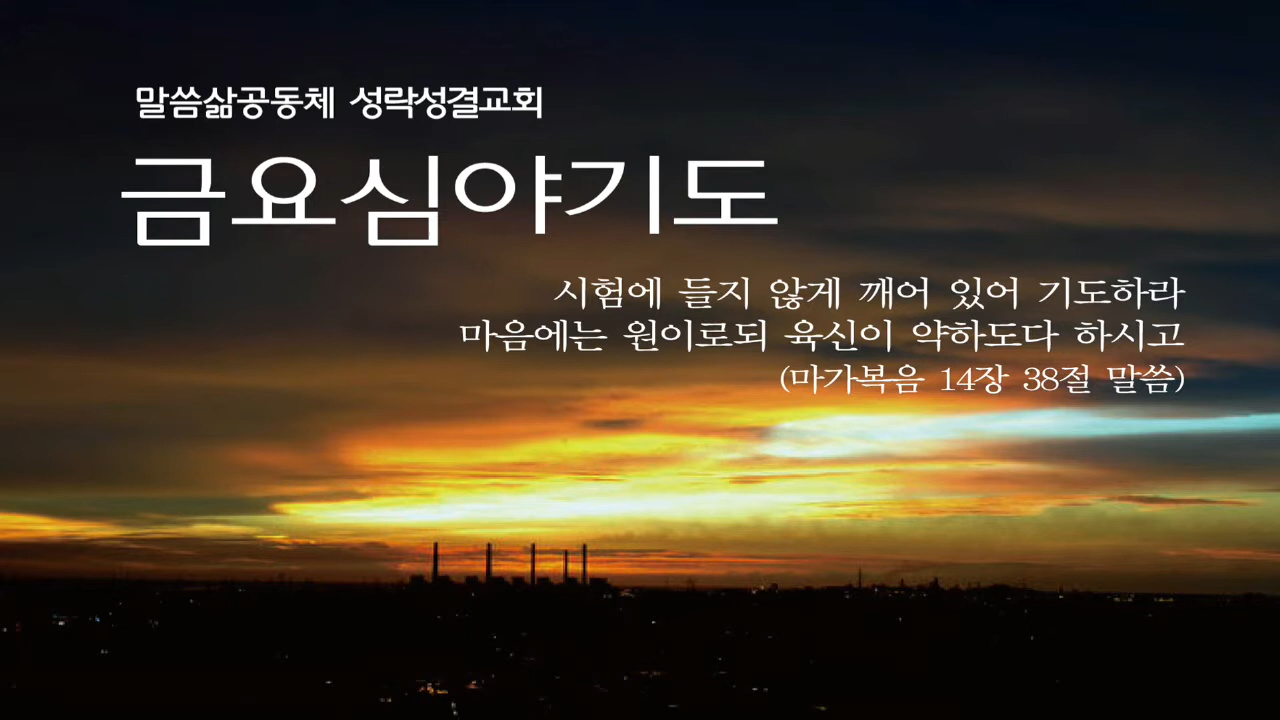 말씀삶공동체 성락성결교회
금요심야기도
시험에 들지 않게 깨어 있어 기도하라
마음에는 원이로되 육신이 약하도다 하시고
(마가복음 14장 38절 말씀)